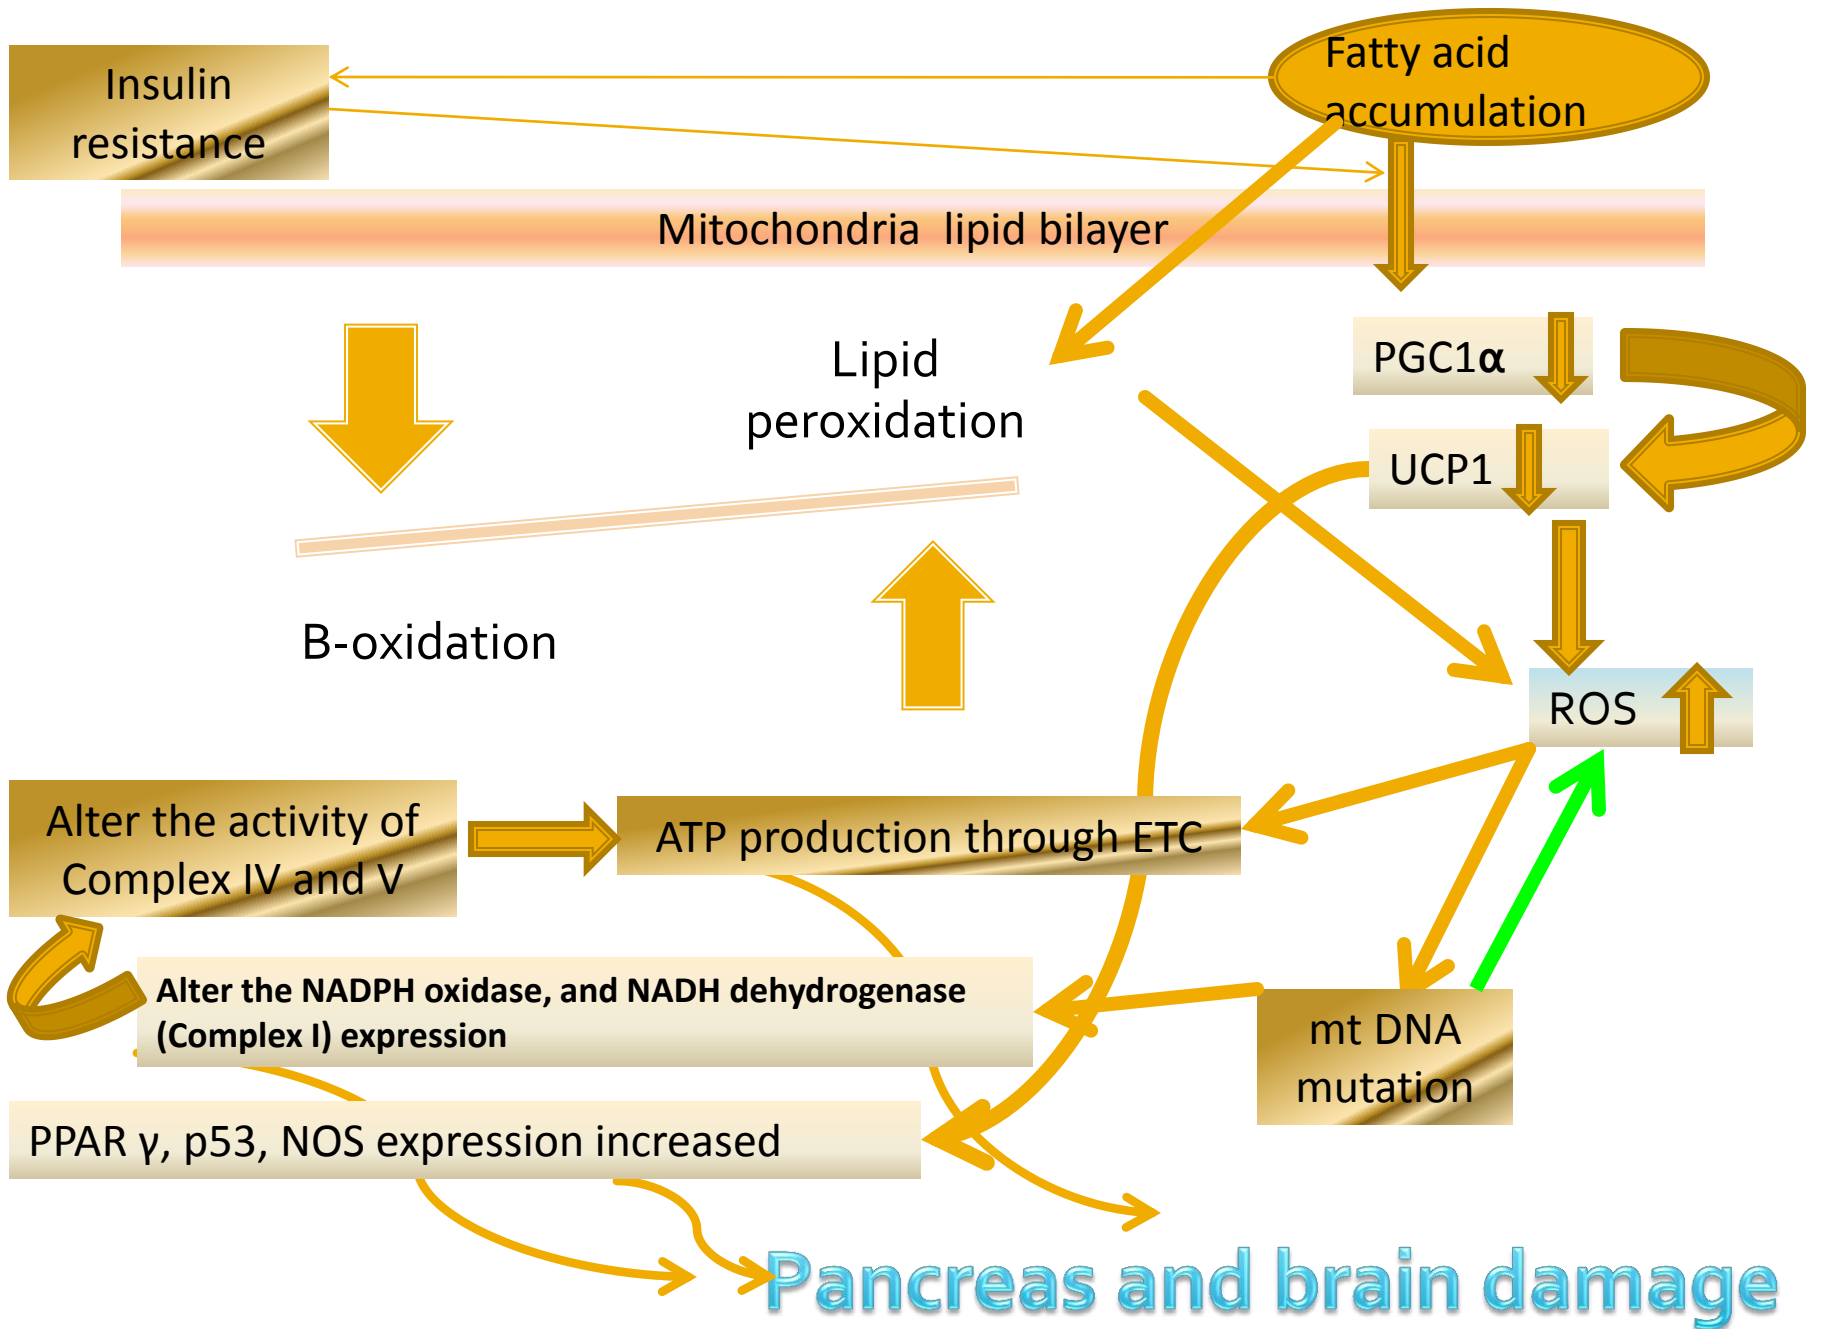 Fatty acid
accumulation
Insulin
resistance
Mitochondria  lipid bilayer
Lipid
peroxidation
PGC1α
UCP1
B-oxidation
ROS
Alter the activity of
Complex IV and V
ATP production through ETC
Alter the NADPH oxidase, and NADH dehydrogenase
(Complex I) expression
mt DNA
mutation
PPAR γ, p53, NOS expression increased
Pancreas and brain damage